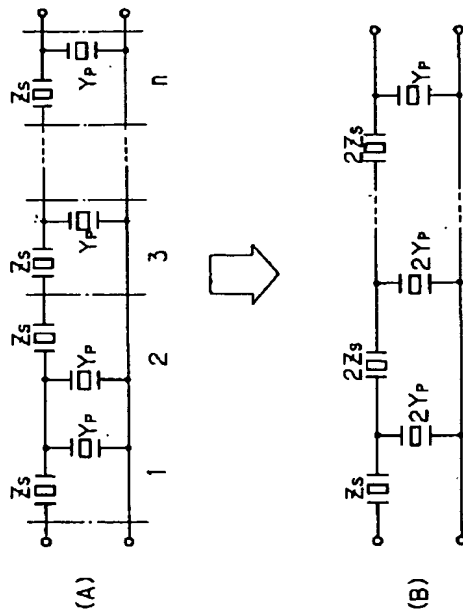 Zs Zs Zs Zs
(A) Yp Yp Yp Yp
1 2 3 n
Zs 2Zs 2Zs
(B) 2Yp 2Yp Yp